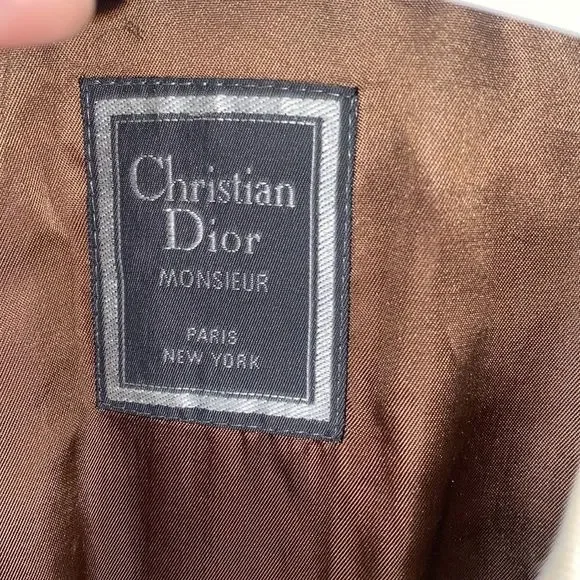 Christian
Dior
MONSIEUR
PARIS
NEW YORK